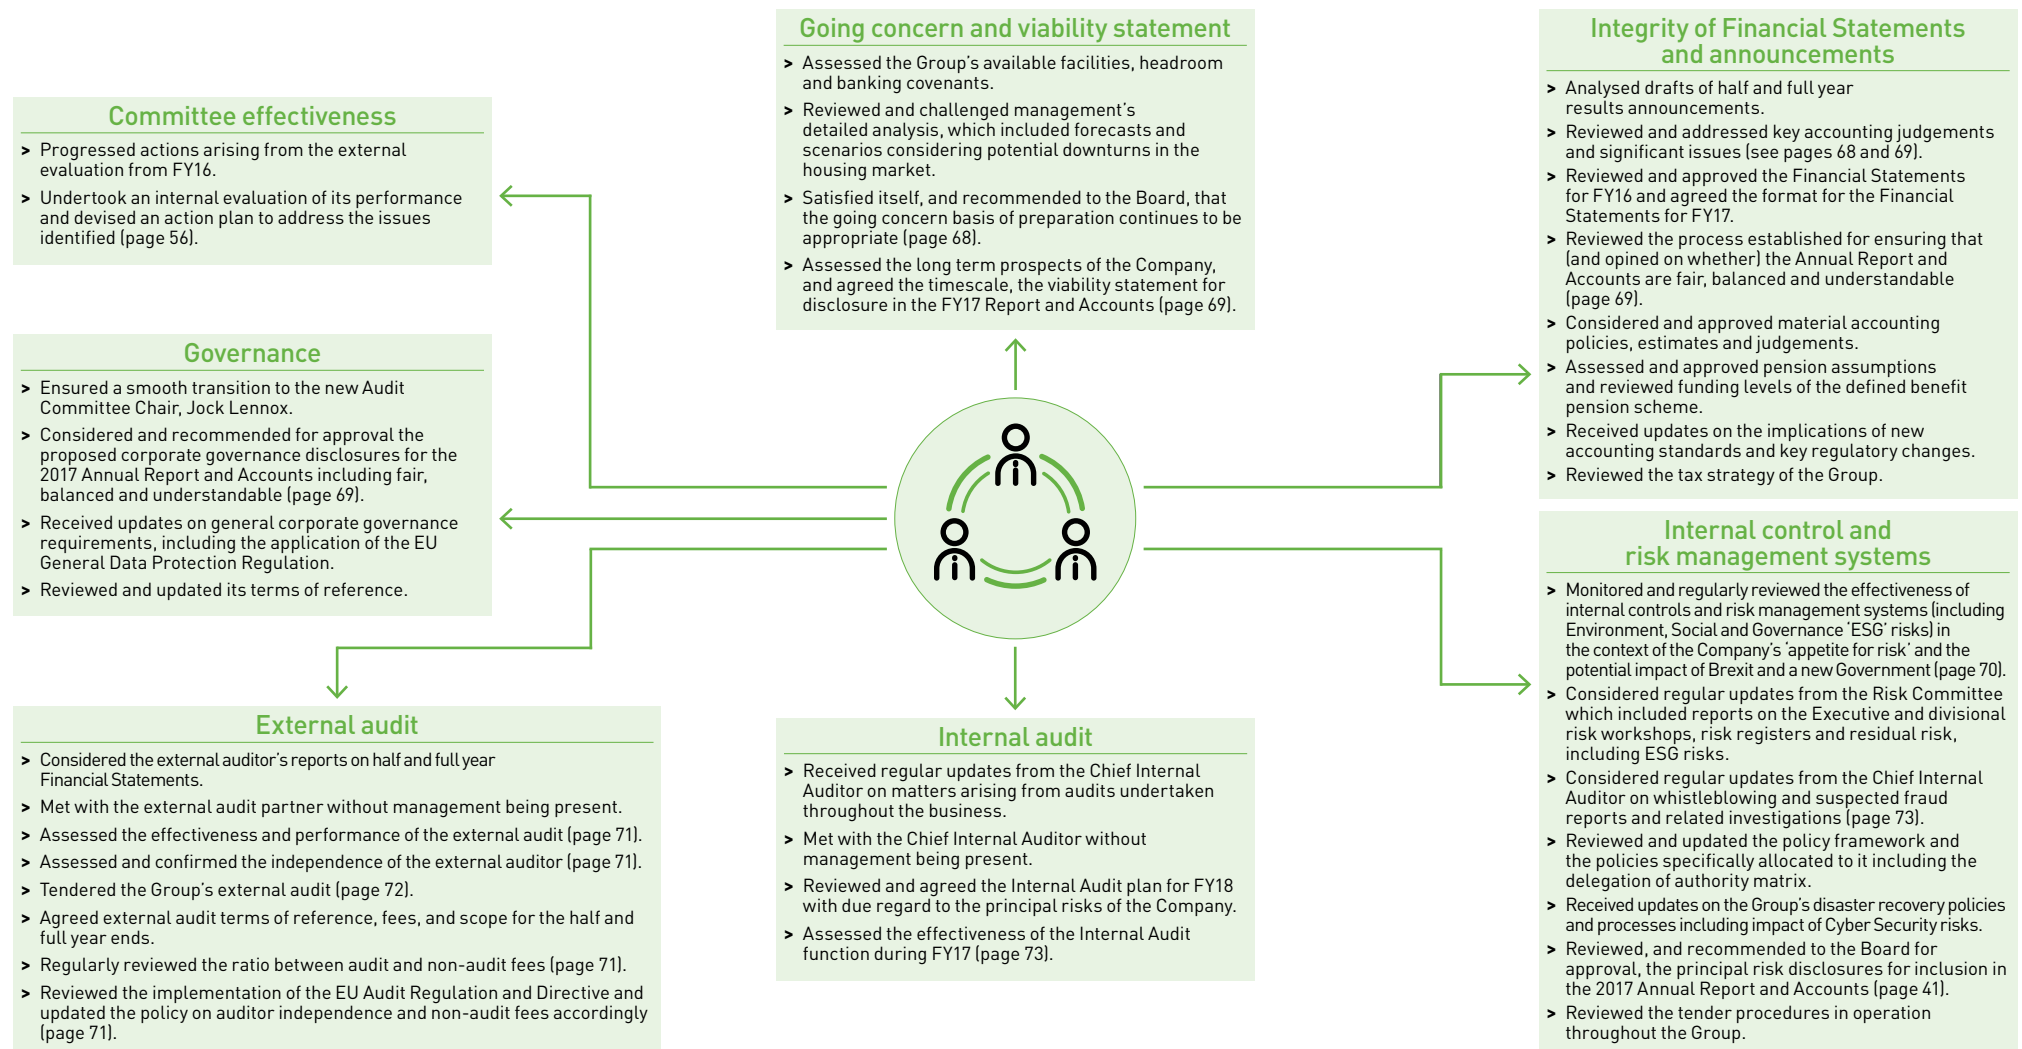 Committee effectiveness
> Progressed actions arising from the external
evaluation from FY16.
> Undertook an internal evaluation of its performance
and devised an action plan to address the issues
identified (page 56).
Governance
> Ensured a smooth transition to the new Audit
Committee Chair, Jock Lennox.
> Considered and recommended for approval the
proposed corporate governance disclosures for the
2017 Annual Report and Accounts including fair,
balanced and understandable (page 69).
> Received updates on general corporate governance
requirements, including the application of the EU
General Data Protection Regulation.
> Reviewed and updated its terms of reference.
External audit
> Considered the external auditor's reports on half and full year
Financial Statements.
> Met with the external audit partner without management being present.
> Assessed the effectiveness and performance of the external audit (page 71).
> Assessed and confirmed the independence of the external auditor (page 71).
> Tendered the Group's external audit (page 72).
> Agreed external audit terms of reference, fees, and scope for the half and
full year ends.
> Regularly reviewed the ratio between audit and non-audit fees (page 71).
> Reviewed the implementation of the EU Audit Regulation and Directive and
updated the policy on auditor independence and non-audit fees accordingly
(page 71).
Going concern and viability statement
> Assessed the Group's available facilities, headroom
and banking covenants.
> Reviewed and challenged management's
detailed analysis, which included forecasts and
scenarios considering potential downturns in the
housing market.
> Satisfied itself, and recommended to the Board, that
the going concern basis of preparation continues to be
appropriate (page 68).
> Assessed the long term prospects of the Company,
and agreed the timescale, the viability statement for
disclosure in the FY17 Report and Accounts (page 69).
Internal audit
> Received regular updates from the Chief Internal
Auditor on matters arising from audits undertaken
throughout the business.
> Met with the Chief Internal Auditor without
management being present.
> Reviewed and agreed the Internal Audit plan for FY18
with due regard to the principal risks of the Company.
> Assessed the effectiveness of the Internal Audit
function during FY17 (page 73).
Integrity of Financial Statements
and announcements
> Analysed drafts of half and full year
results announcements.
> Reviewed and addressed key accounting judgements
and significant issues (see pages 68 and 69).
> Reviewed and approved the Financial Statements
for FY16 and agreed the format for the Financial
Statements for FY17.
> Reviewed the process established for ensuring that
(and opined on whether) the Annual Report and
Accounts are fair, balanced and understandable
(page 69).
> Considered and approved material accounting
policies, estimates and judgements.
> Assessed and approved pension assumptions
and reviewed funding levels of the defined benefit
pension scheme.
> Received updates on the implications of new
accounting standards and key regulatory changes.
> Reviewed the tax strategy of the Group.
Internal control and
risk management systems
> Monitored and regularly reviewed the effectiveness of
internal controls and risk management systems (including
Environment, Social and Governance 'ESG' risks) in
the context of the Company's 'appetite for risk' and the
potential impact of Brexit and a new Government (page 70).
> Considered regular updates from the Risk Committee
which included reports on the Executive and divisional
risk workshops, risk registers and residual risk,
including ESG risks.
> Considered regular updates from the Chief Internal
Auditor on whistleblowing and suspected fraud
reports and related investigations (page 73).
> Reviewed and updated the policy framework and
the policies specifically allocated to it including the
delegation of authority matrix.
> Received updates on the Group's disaster recovery policies
and processes including impact of Cyber Security risks.
> Reviewed, and recommended to the Board for
approval, the principal risk disclosures for inclusion in
the 2017 Annual Report and Accounts (page 41).
> Reviewed the tender procedures in operation
throughout the Group.